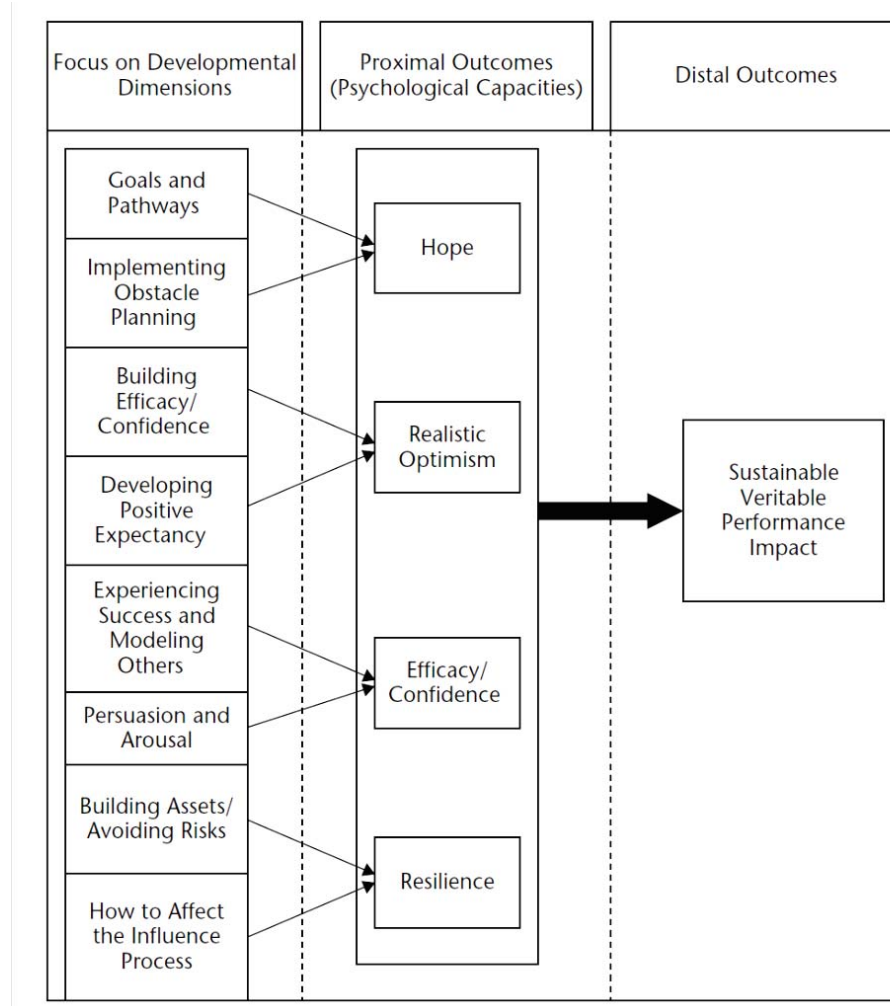 Focus on Developmental
Dimensions
Proximal Outcomes
(Psychological Capacities)
Distal Outcomes
Goals and
Pathways
Implementing
Obstacle
Planning
Building
Efficacy/
Confidence
Developing
Positive
Expectancy
Experiencing
Success and
Modeling
Others
Persuasion and
Arousal
Building Assets/
Avoiding Risks
How to Affect
the Influence
Process
Hope
Realistic
Optimism
Efficacy/
Confidence
Resilience
Sustainable
Veritable
Performance
Impact